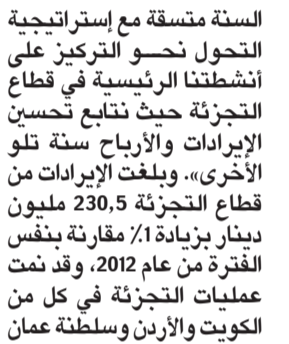 السنة متسقة مع إستراتيجية
التحول نحو التركيز على
أنشطتنا الرئيسية في قطاع
التجزئة حيث نتابع تحسين
الإيرادات والأرباح سنة تلو
الأخرى». وبلغت الإيرادات من
قطاع التجزئة 230,5 مليون
دينار بزيادة 1٪ مقارنة بنفس
الفترة من عام 2012، وقد نمت
عمليات التجزئة في كل من
الكويت والأردن وسلطنة عمان